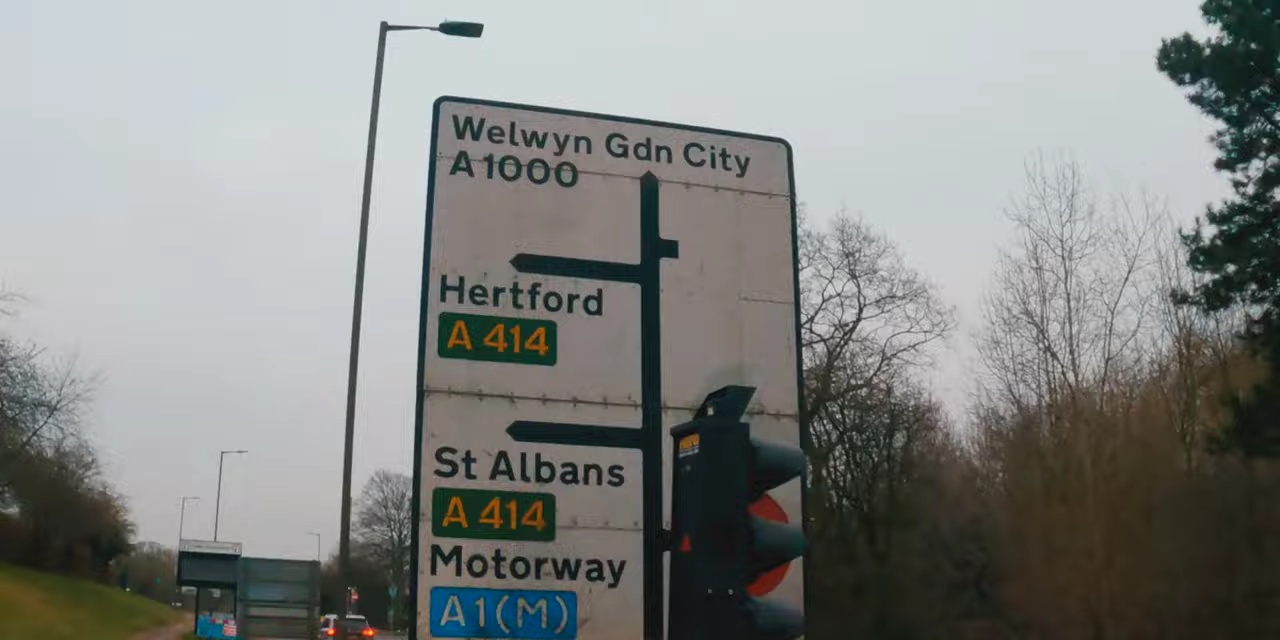 Welwyn Gdn City
A1000
Hertford
A 414
St Albans
A 414
Motorway
A1(M)